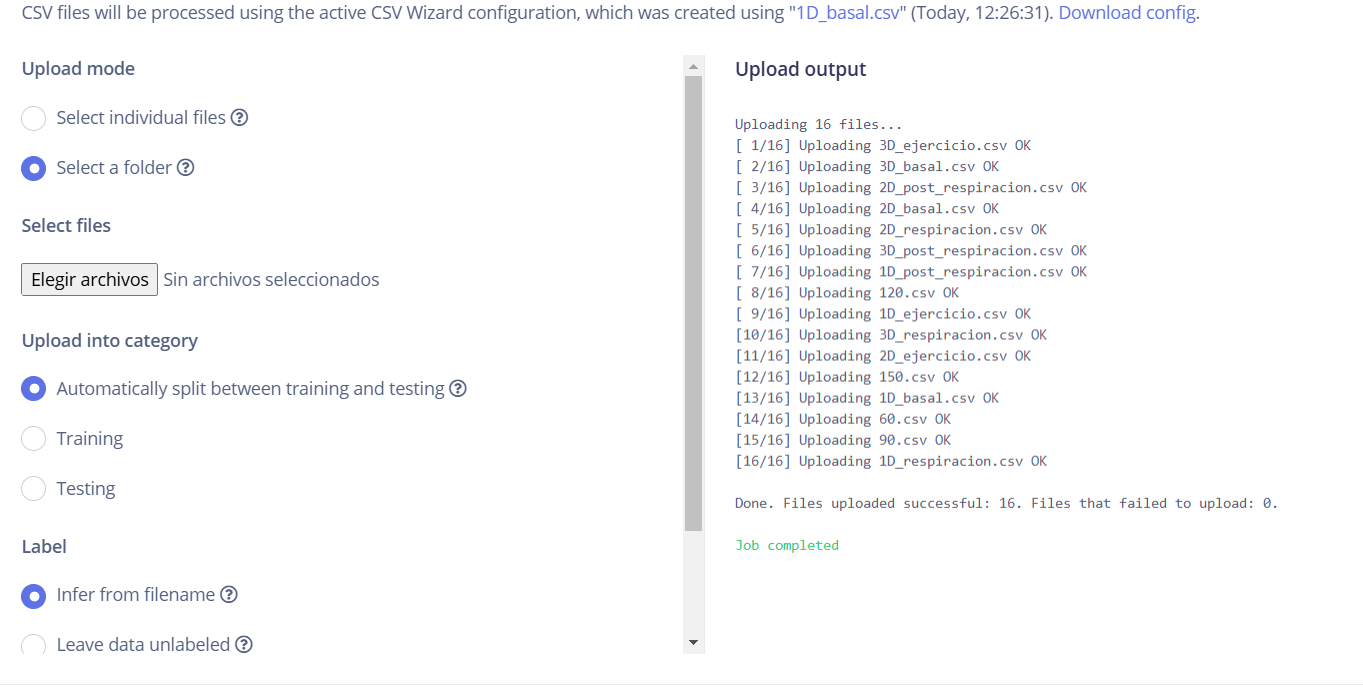 CSV files will be processed using the active CSV Wizard configuration, which was created using "1D_basal.csv" (Today, 12:26:31). Download config.
Upload mode
Select individual files
Select a folder
Select files
Elegir archivos Sin archivos seleccionados
Upload into category
Automatically split between training and testing
Training
Testing
Label
Infer from filename
Leave data unlabeled
Upload output
Uploading 16 files...
[ 1/16] Uploading 3D_ejercicio.csv OK
[ 2/16] Uploading 3D_basal.csv OK
[ 3/16] Uploading 2D_post_respiracion.csv OK
[ 4/16] Uploading 2D_basal.csv OK
[ 5/16] Uploading 2D_respiracion.csv OK
[ 6/16] Uploading 3D_post_respiracion.csv OK
[ 7/16] Uploading 1D_post_respiracion.csv OK
[ 8/16] Uploading 120.csv OK
[ 9/16] Uploading 1D_ejercicio.csv OK
[10/16] Uploading 3D_respiracion.csv OK
[11/16] Uploading 2D_ejercicio.csv OK
[12/16] Uploading 150.csv OK
[13/16] Uploading 1D_basal.csv OK
[14/16] Uploading 60.csv OK
[15/16] Uploading 90.csv OK
[16/16] Uploading 1D_respiracion.csv OK
Done. Files uploaded successful: 16. Files that failed to upload: 0.
Job completed